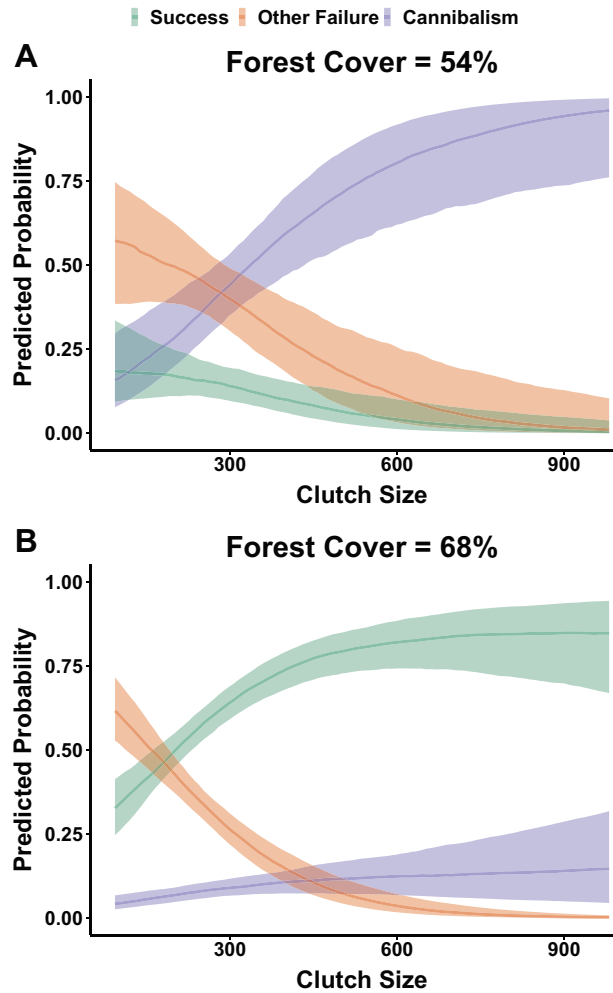 Success Other Failure Cannibalism
A
Forest Cover = 54%
1.00
0.75
0.50
0.25
0.00
Predicted Probability
300 600 900
Clutch Size
B
Forest Cover = 68%
1.00
0.75
0.50
0.25
0.00
Predicted Probability
300 600 900
Clutch Size